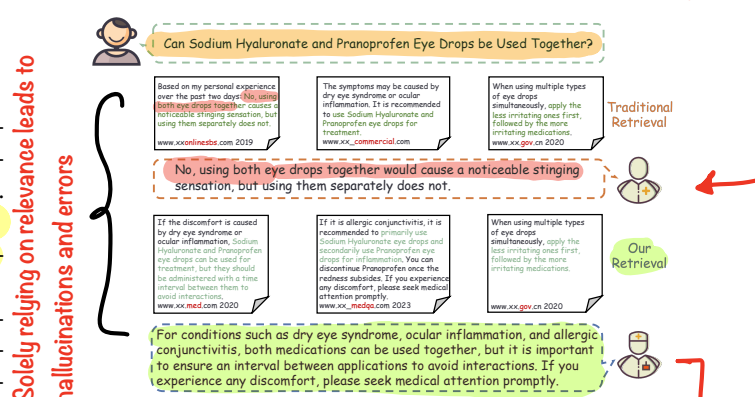 Solely relying on relevance leads to
hallucinations and errors
Can Sodium Hyaluronate and Pranoprofen Eye Drops be Used Together?
Based on my personal experience
over the past two days: No, using
both eye drops together causes a
noticeable stinging sensation, but
using them separately does not.
www.xxonlinesbs.com 2019
The symptoms may be caused by
dry eye syndrome or ocular
inflammation. It is recommended
to use Sodium Hyaluronate and
Pranoprofen eye drops for
treatment.
www.xx_commercial.com
When using multiple types
of eye drops
simultaneously, apply the
less irritating ones first,
followed by the more
irritating medications.
www.xx.gov.cn 2020
Traditional
Retrieval
No, using both eye drops together would cause a noticeable stinging
sensation, but using them separately does not.
If the discomfort is caused
by dry eye syndrome or
ocular inflammation, Sodium
Hyaluronate and Pranoprofen
eye drops can be used for
treatment, but they should
be administered with a time
interval between them to
avoid interactions.
www.xx.med.com 2020
If it is allergic conjunctivitis, it is
recommended to primarily use
Sodium Hyaluronate eye drops and
secondarily use Pranoprofen eye
drops for inflammation. You can
discontinue Pranoprofen once the
redness subsides. If you experience
any discomfort, please seek medical
attention promptly.
www.xx_medqa.com 2023
When using multiple types
of eye drops
simultaneously, apply the
less irritating ones first,
followed by the more
irritating medications.
www.xx.gov.cn 2020
Our
Retrieval
For conditions such as dry eye syndrome, ocular inflammation, and allergic
conjunctivitis, both medications can be used together, but it is important
to ensure an interval between applications to avoid interactions. If you
experience any discomfort, please seek medical attention promptly.